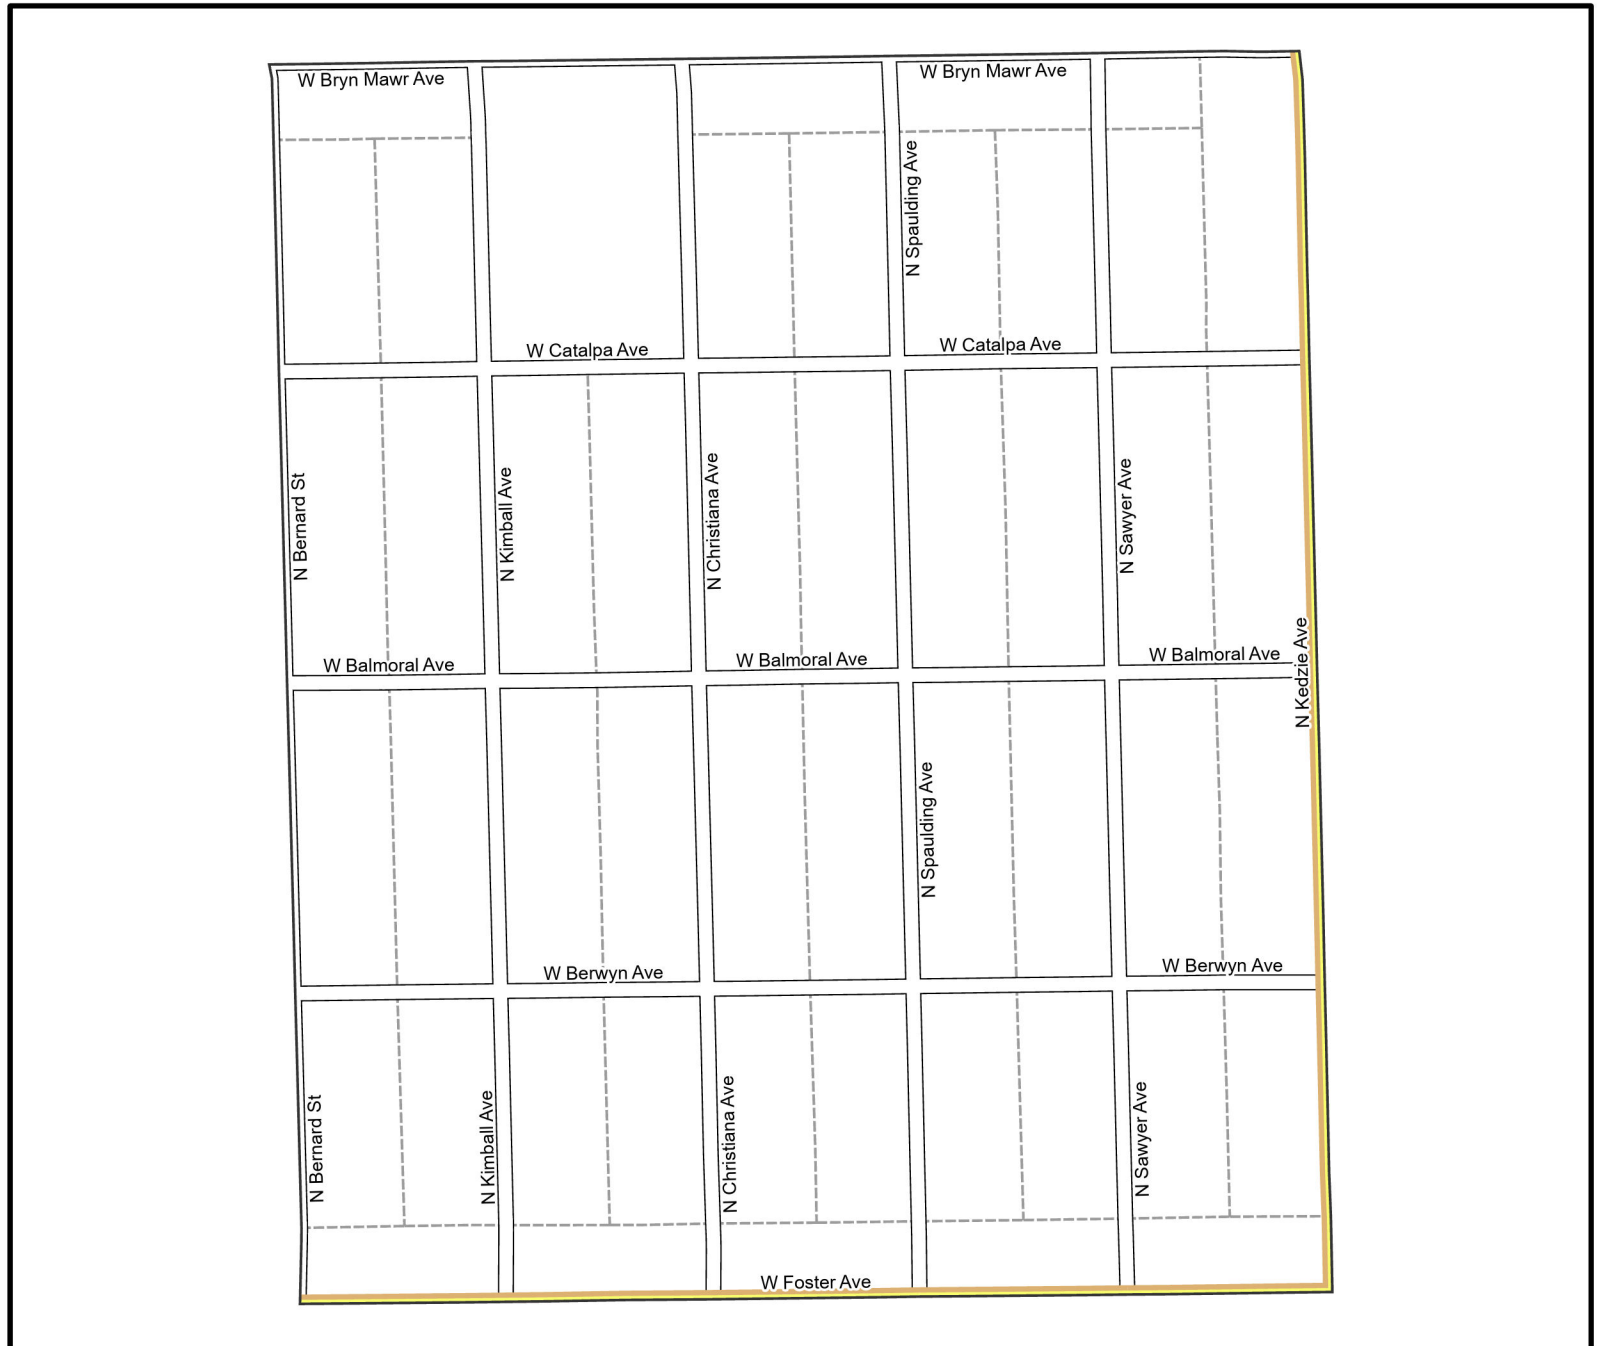 W Bryn Mawr Ave
W Bryn Mawr Ave
N Spaulding Ave
W Catalpa Ave
W Catalpa Ave
N Bernard St
N Kimball Ave
N Christiana Ave
N Sawyer Ave
W Balmoral Ave
W Balmoral Ave
W Balmoral Ave
N Kedzie Ave
N Spaulding Ave
W Berwyn Ave
W Berwyn Ave
N Bernard St
N Kimball Ave
N Christiana Ave
N Sawyer Ave
W Foster Ave